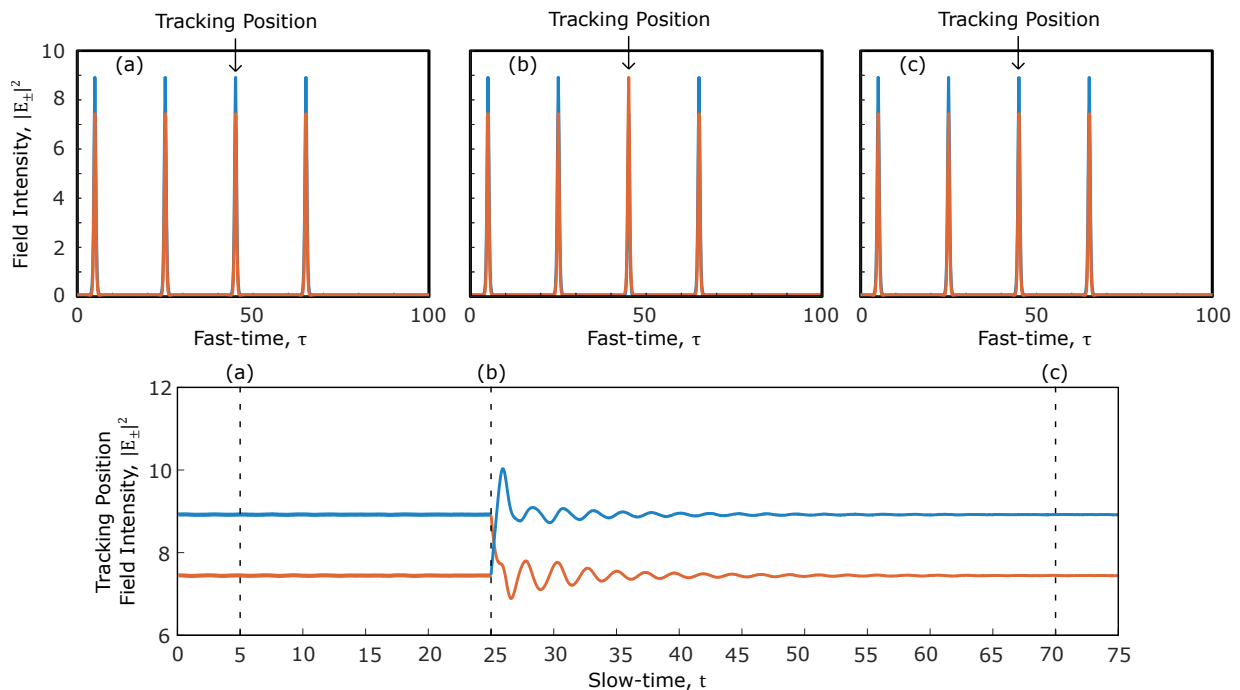 Tracking Position Tracking Position Tracking Position
(a) (b) (c)
10
8
6
4
2
0
Field Intensity, |E±|²
0 50 100 0 50 100 0 50 100
Fast-time, τ Fast-time, τ Fast-time, τ
(a) (b) (c)
12
10
8
6
Tracking Position
Field Intensity, |E±|²
0 5 10 15 20 25 30 35 40 45 50 55 60 65 70 75
Slow-time, t